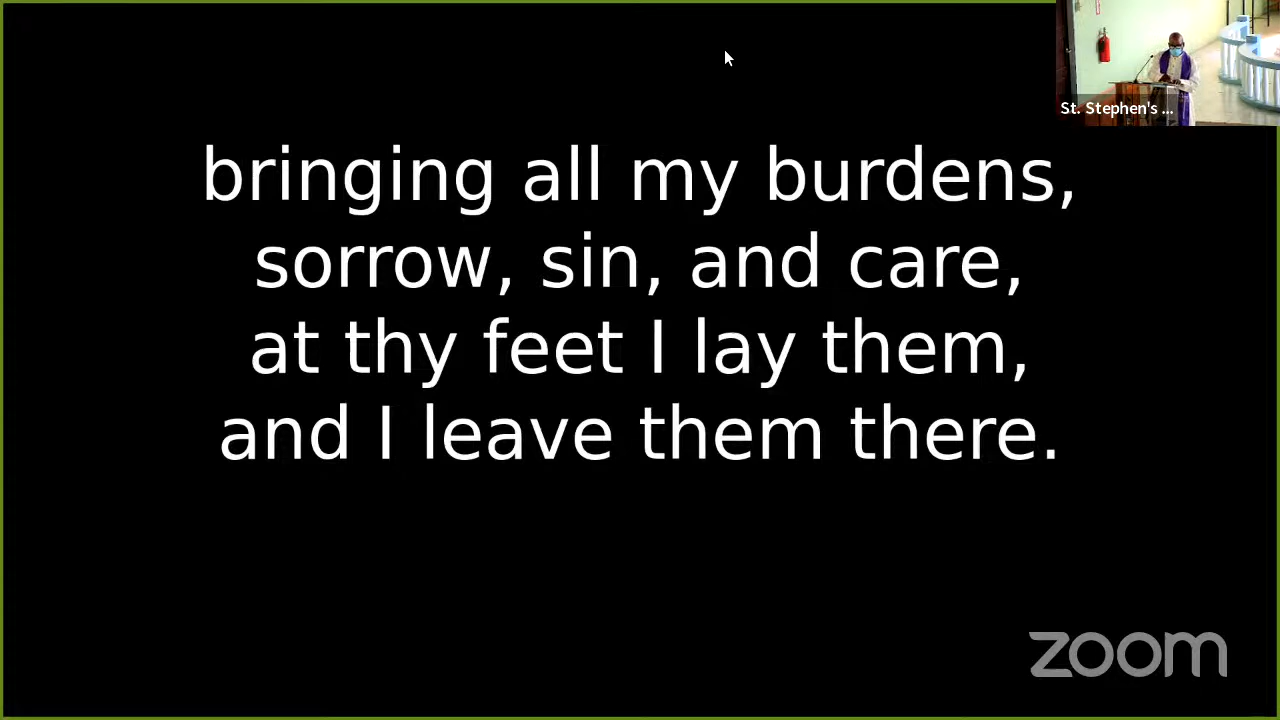 St. Stephen's ...
bringing all my burdens,
sorrow, sin, and care,
at thy feet I lay them,
and I leave them there.
zoom